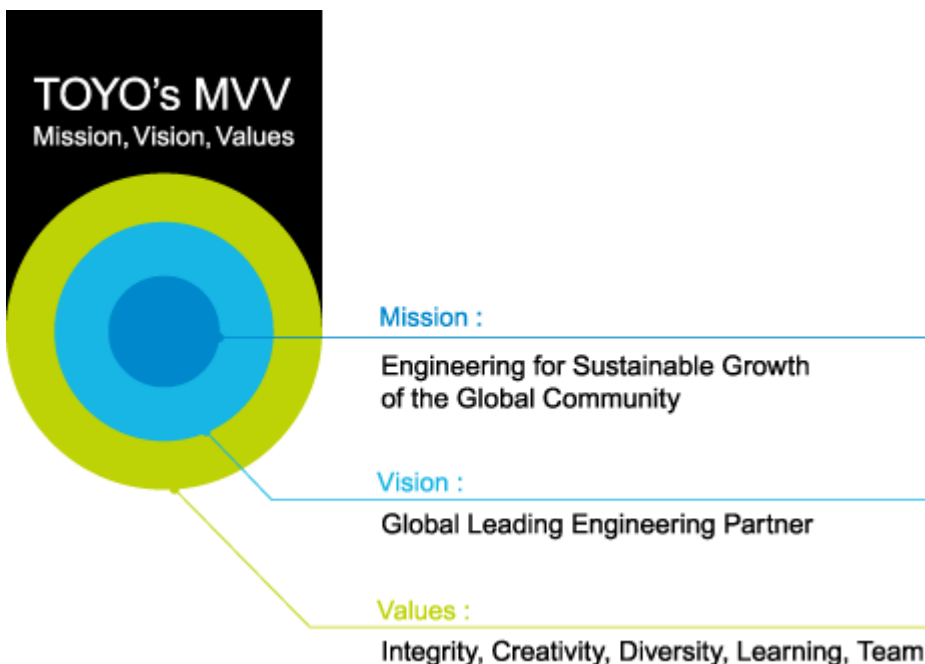 TOYO's MVV
Mission, Vision, Values
Mission :
Engineering for Sustainable Growth
of the Global Community
Vision :
Global Leading Engineering Partner
Values :
Integrity, Creativity, Diversity, Learning, Team